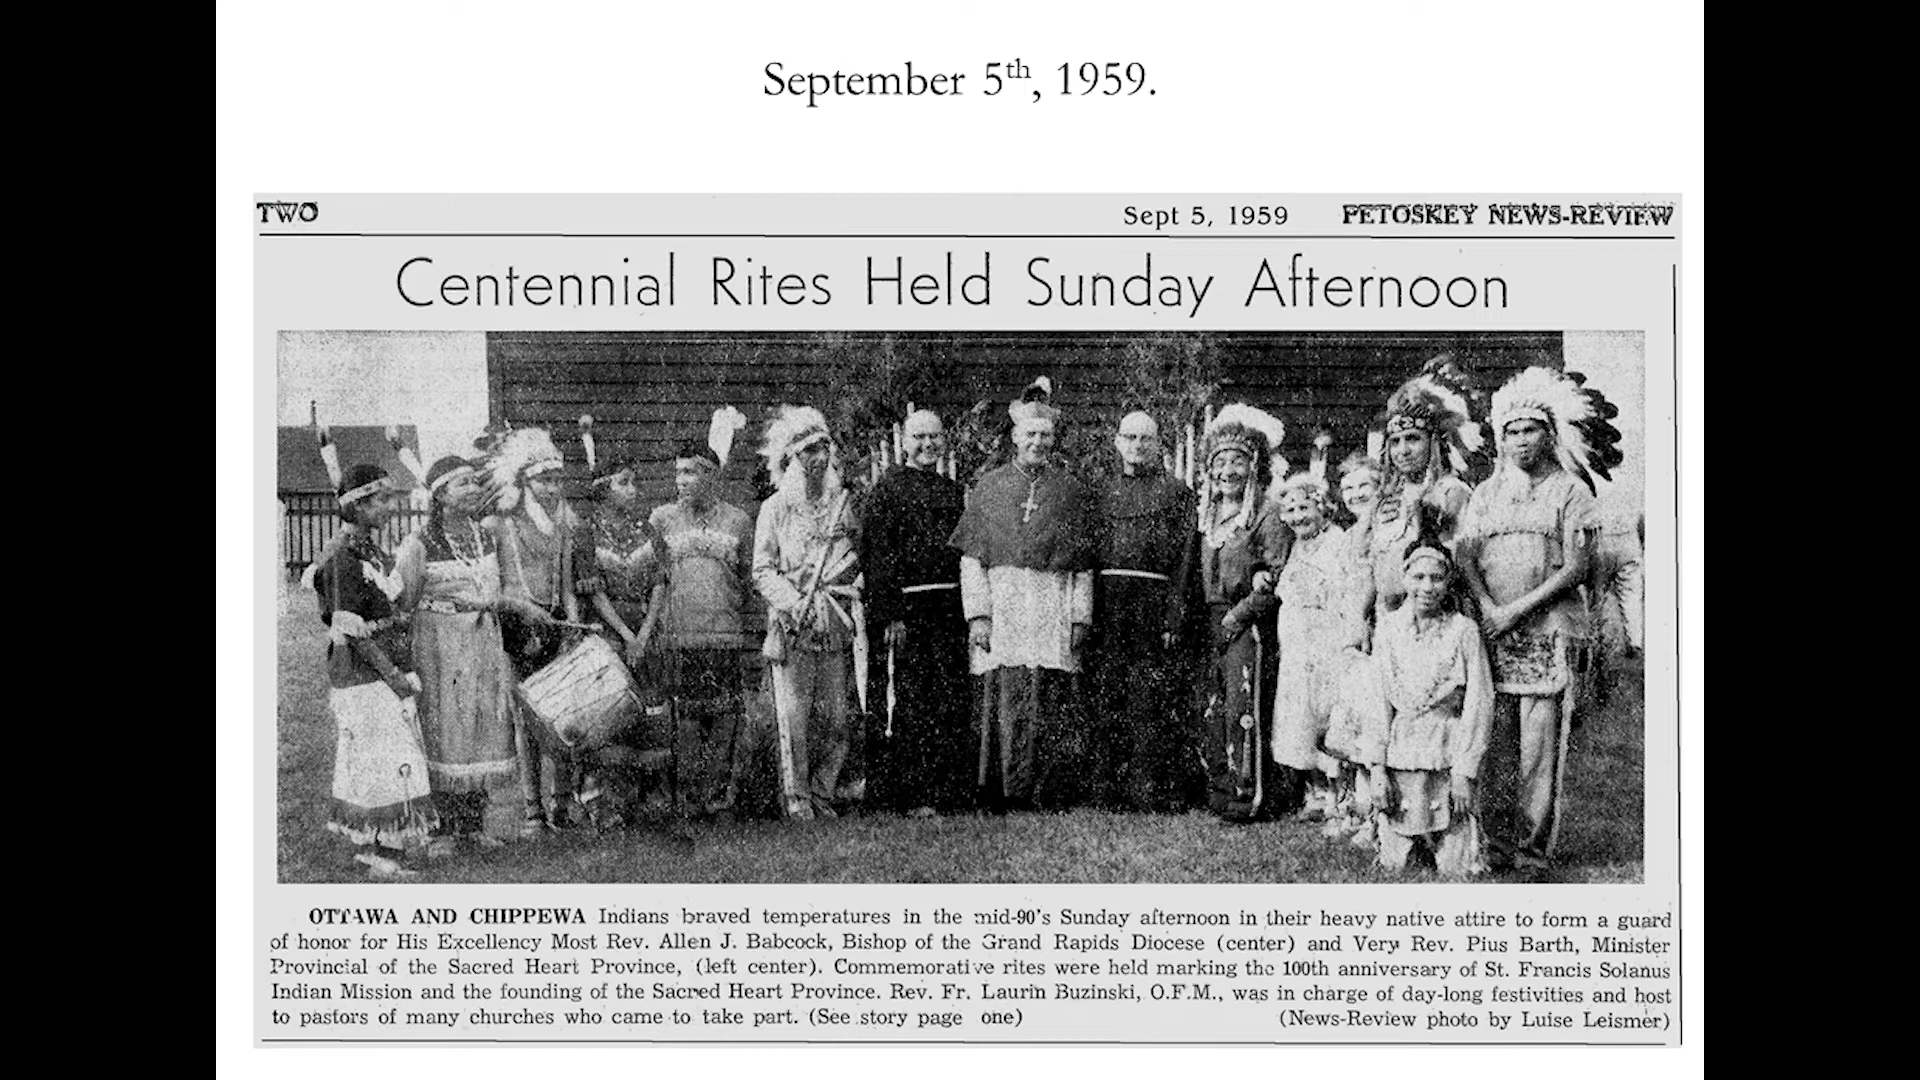 September 5th, 1959.
TWO
Sept 5, 1959 PETOSKEY NEWS-REVIEW
Centennial Rites Held Sunday Afternoon
OTTAWA AND CHIPPEWA Indians braved temperatures in the mid-90's Sunday afternoon in their heavy native attire to form a guard
of honor for His Excellency Most Rev. Allen J. Babcock, Bishop of the Grand Rapids Diocese (center) and Very Rev. Pius Barth, Minister
Provincial of the Sacred Heart Province, (left center). Commemorative rites were held marking the 100th anniversary of St. Francis Solanus
Indian Mission and the founding of the Sacred Heart Province. Rev. Fr. Laurin Buzinski, O.F.M., was in charge of day-long festivities and host
to pastors of many churches who came to take part. (See story page one)
(News-Review photo by Luise Leismer)